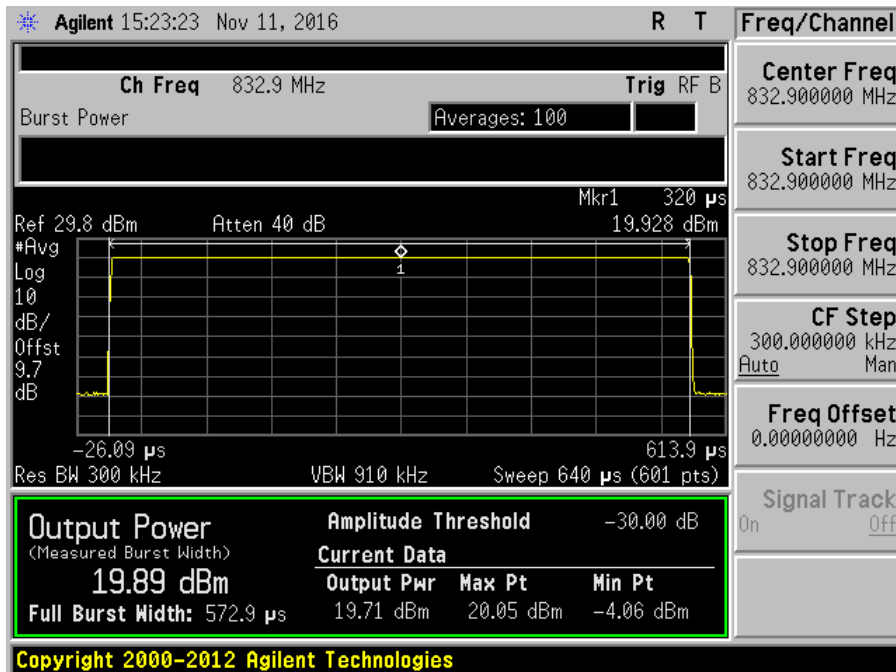 Agilent 15:23:23 Nov 11, 2016 R T
Freq/Channel
Ch Freq 832.9 MHz Trig RF B
Burst Power Averages: 100
Mkr1 320 µs
Ref 29.8 dBm Atten 40 dB 19.928 dBm
#Avg
Log
10
dB/
Offst
9.7
dB
1
-26.09 µs 613.9 µs
Res BW 300 kHz VBW 910 kHz Sweep 640 µs (601 pts)
Output Power
(Measured Burst Width)
19.89 dBm
Full Burst Width: 572.9 µs
Amplitude Threshold -30.00 dB
Current Data
Output Pwr Max Pt Min Pt
19.71 dBm 20.05 dBm -4.06 dBm
Center Freq
832.900000 MHz
Start Freq
832.900000 MHz
Stop Freq
832.900000 MHz
CF Step
300.000000 kHz
Auto Man
Freq Offset
0.00000000 Hz
Signal Track
On Off
Copyright 2000-2012 Agilent Technologies